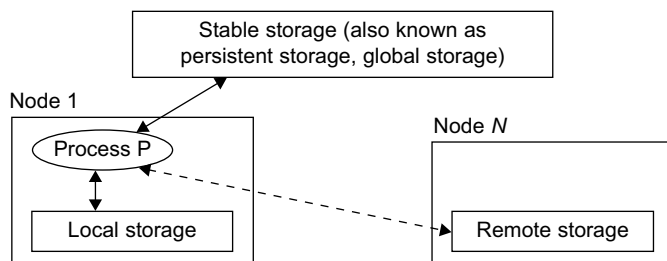 Stable storage (also known as
persistent storage, global storage)
Node 1
Node N
Process P
Local storage
Remote storage